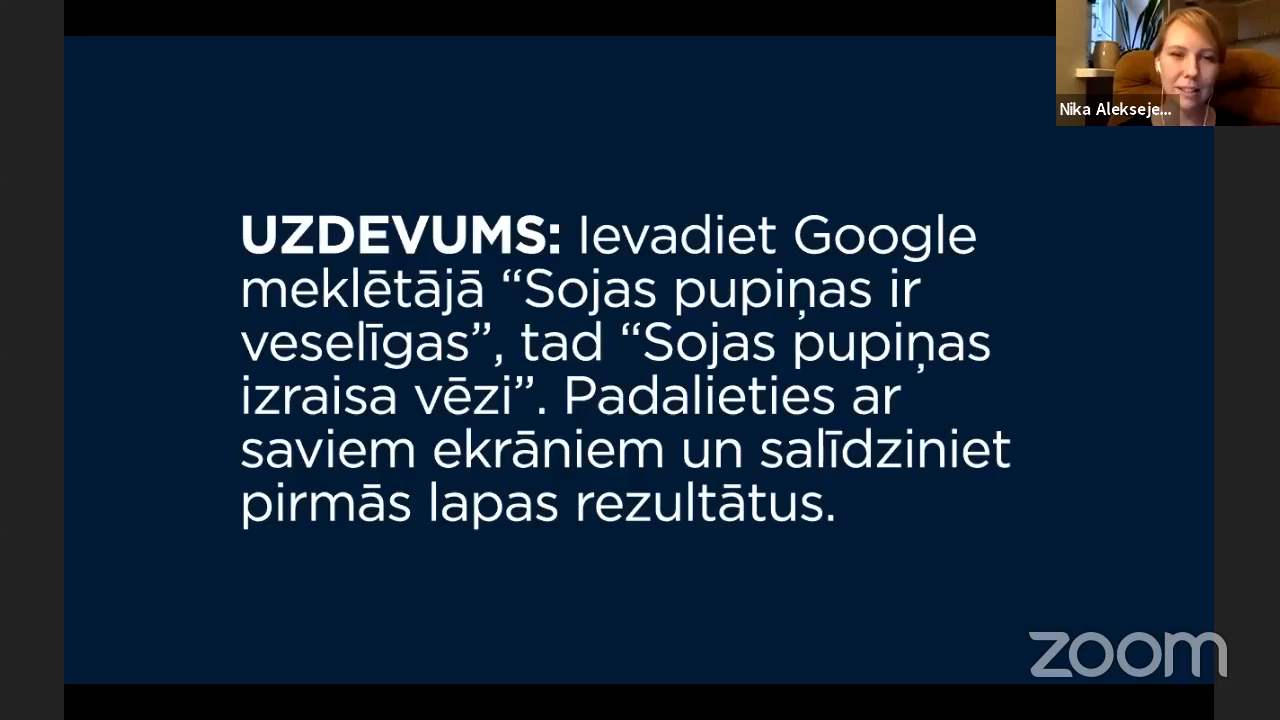 Nika Alekseje...
UZDEVUMS: Ievadiet Google
meklētājā “Sojas pupiņas ir
veselīgas”, tad “Sojas pupiņas
izraisa vēzi”. Padalieties ar
saviem ekrāniem un salīdziniet
pirmās lapas rezultātus.
zoom